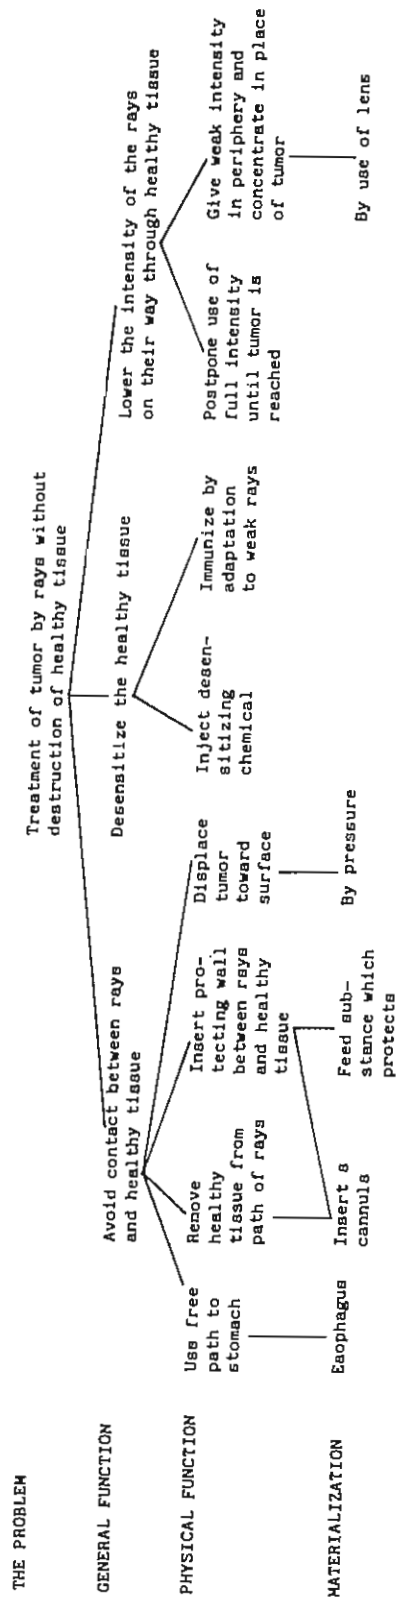 THE PROBLEM
Treatment of tumor by rays without
destruction of healthy tissue
GENERAL FUNCTION
Avoid contact between rays
and healthy tissue
Desensitize the healthy tissue
Lower the intensity of the rays
on their way through healthy tissue
PHYSICAL FUNCTION
Use free
path to
stomach
Remove
healthy
tissue from
path of rays
Insert pro-
tecting wall
between rays
and healthy
tissue
Displace
tumor
toward
surface
Inject desen-
sitizing
chemical
Immunize by
adaptation
to weak rays
Postpone use of
full intensity
until tumor is
reached
Give weak intensity
in periphery and
concentrate in place
of tumor
MATERIALIZATION
Esophagus
Insert a
cannula
Feed sub-
stance which
protects
By pressure
By use of lens